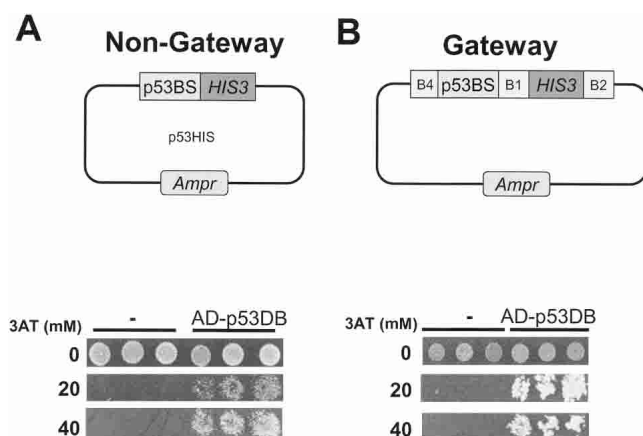 A
Non-Gateway
p53BS HIS3
p53HIS
Ampr
3AT (mM)
-
AD-p53DB
0
20
40
B
Gateway
B4 p53BS B1 HIS3 B2
Ampr
3AT (mM)
-
AD-p53DB
0
20
40